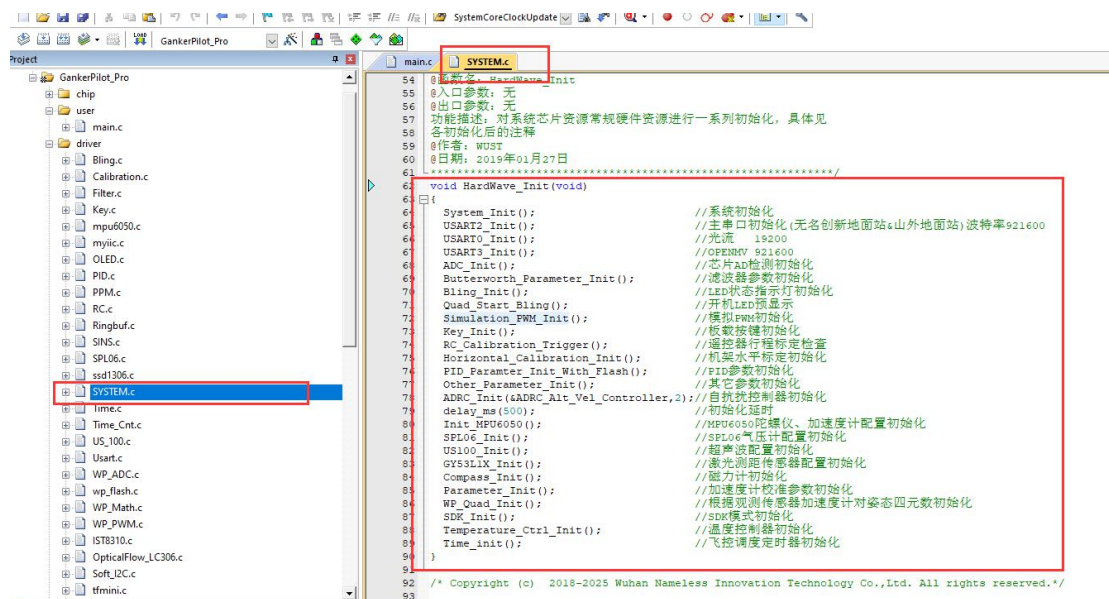 SystemCoreClockUpdate
LOAD
GankerPilot_Pro
Project
main.c
SYSTEM.c
GankerPilot_Pro
chip
user
main.c
driver
Bling.c
Calibration.c
Filter.c
Key.c
mpu6050.c
myiic.c
OLED.c
PID.c
PPM.c
RC.c
Ringbuf.c
SINS.c
SPL06.c
ssd1306.c
SYSTEM.c
Time.c
Time_Cnt.c
US_100.c
Usart.c
WP_ADC.c
wp_flash.c
WP_Math.c
WP_PWM.c
IST8310.c
OpticalFlow_LC306.c
Soft_I2C.c
tfmini.c
54 @函数名：HardWave_Init
55 @入口参数：无
56 @出口参数：无
57 功能描述：对系统芯片资源常规硬件资源进行一系列初始化，具体见
58 各初始化后的注释
59 @作者：WUST
60 @日期：2019年01月27日
61 *************************************************************/
62 void HardWave_Init(void)
63 {
64 System_Init(); //系统初始化
65 USART2_Init(); //主串口初始化(无名创新地面站&山外地面站)波特率921600
66 USART0_Init(); //光流 19200
67 USART3_Init(); //OPENMV 921600
68 ADC_Init(); //芯片AD检测初始化
69 Butterworth_Parameter_Init(); //滤波器参数初始化
70 Bling_Init(); //LED状态指示灯初始化
71 Quad_Start_Bling(); //开机LED预显示
72 Simulation_PWM_Init(); //模拟PWM初始化
73 Key_Init(); //板载按键初始化
74 RC_Calibration_Trigger(); //遥控器行程标定检查
75 Horizontal_Calibration_Init(); //机架水平标定初始化
76 PID_Paramter_Init_With_Flash(); //PID参数初始化
77 Other_Parameter_Init(); //其它参数初始化
78 ADRC_Init(&ADRC_Alt_Vel_Controller,2);//自抗扰控制器初始化
79 delay_ms(500); //初始化延时
80 Init_MPU6050(); //MPU6050陀螺仪、加速度计配置初始化
81 SPL06_Init(); //SPL06气压计配置初始化
82 US100_Init(); //超声波配置初始化
83 GY53L1X_Init(); //激光测距传感器配置初始化
84 Compass_Init(); //磁力计初始化
85 Parameter_Init(); //加速度计校准参数初始化
86 WP_Quad_Init(); //根据观测传感器加速度计对姿态四元数初始化
87 SDK_Init(); //SDK模式初始化
88 Temperature_Ctrl_Init(); //温度控制器初始化
89 Time_init(); //飞控调度定时器初始化
90 }
91
92 /* Copyright (c) 2018-2025 Wuhan Nameless Innovation Technology Co.,Ltd. All rights reserved.*/
93